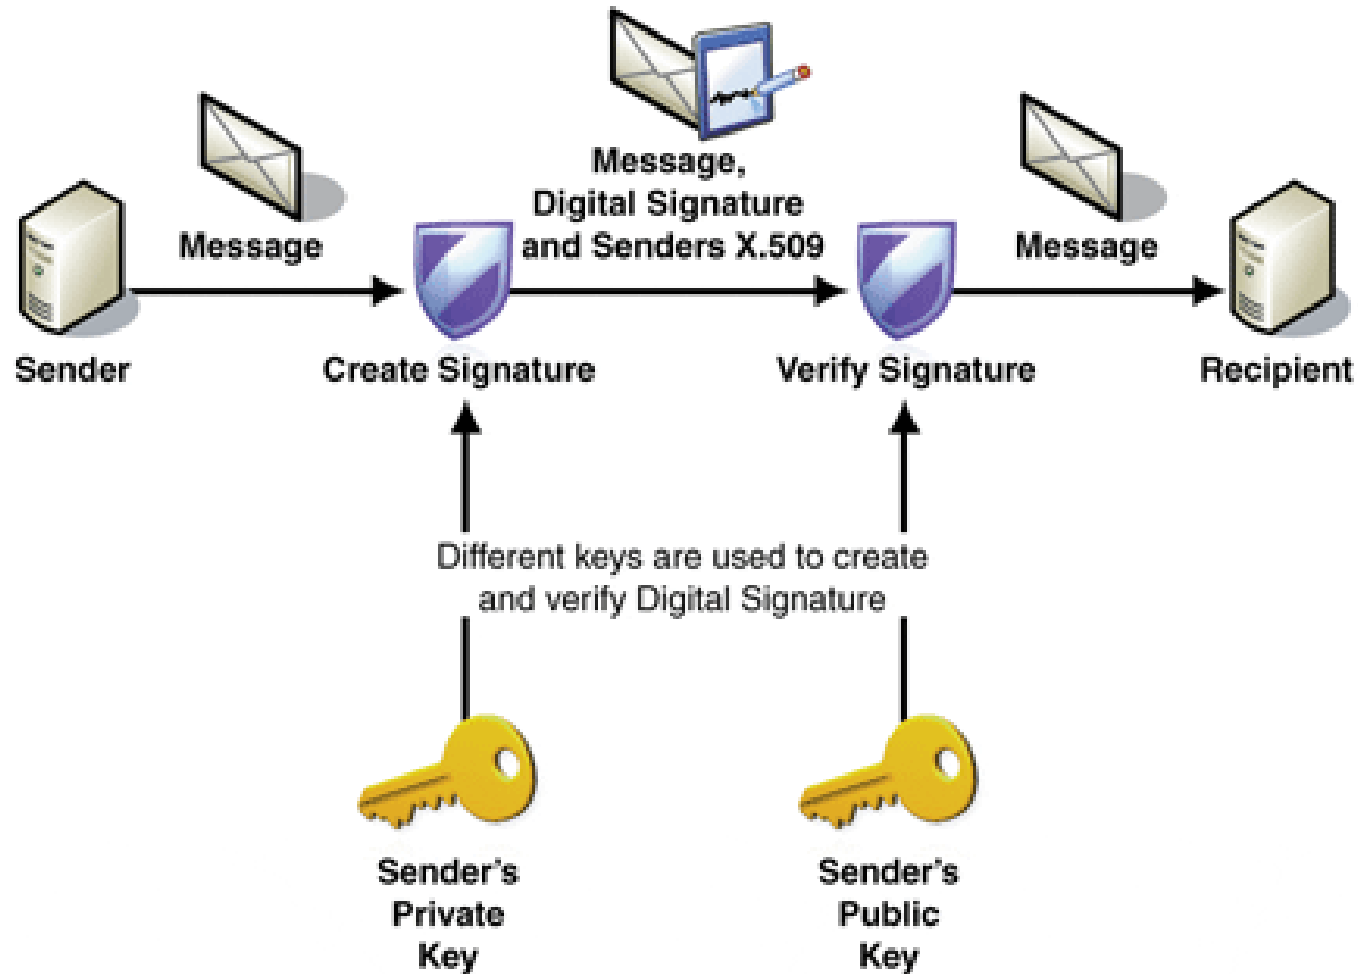 Message,
Digital Signature
and Senders X.509
Message
Message
Sender
Create Signature
Verify Signature
Recipient
Different keys are used to create
and verify Digital Signature
Sender's
Private
Key
Sender's
Public
Key